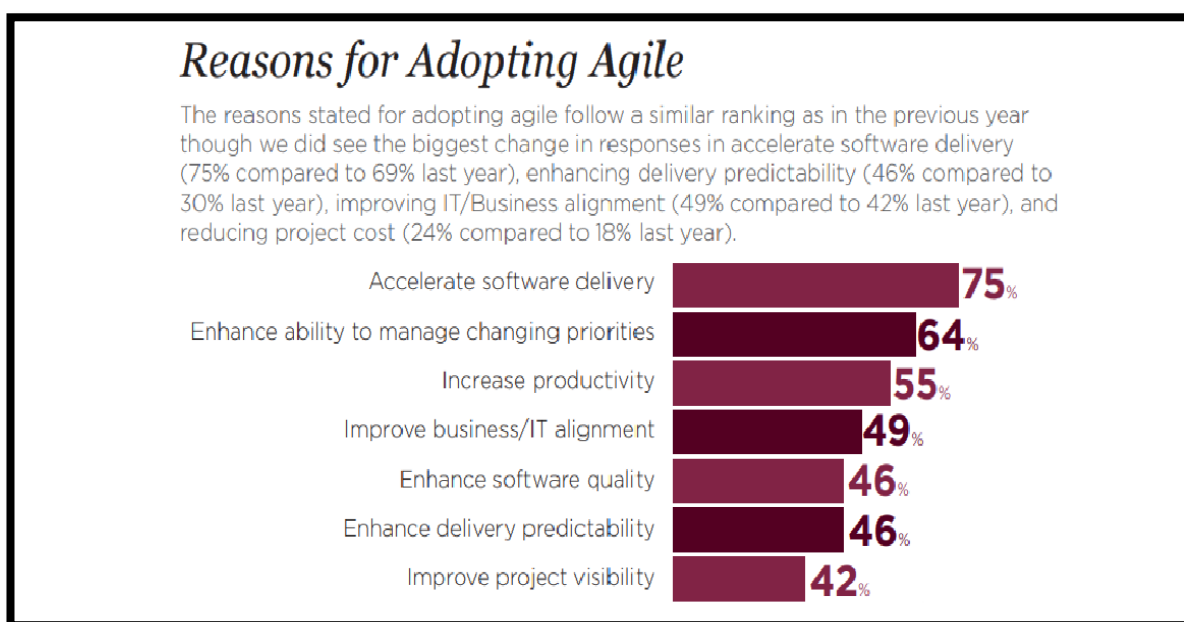 Reasons for Adopting Agile
The reasons stated for adopting agile follow a similar ranking as in the previous year
though we did see the biggest change in responses in accelerate software delivery
(75% compared to 69% last year), enhancing delivery predictability (46% compared to
30% last year), improving IT/Business alignment (49% compared to 42% last year), and
reducing project cost (24% compared to 18% last year).
Accelerate software delivery 75%
Enhance ability to manage changing priorities 64%
Increase productivity 55%
Improve business/IT alignment 49%
Enhance software quality 46%
Enhance delivery predictability 46%
Improve project visibility 42%